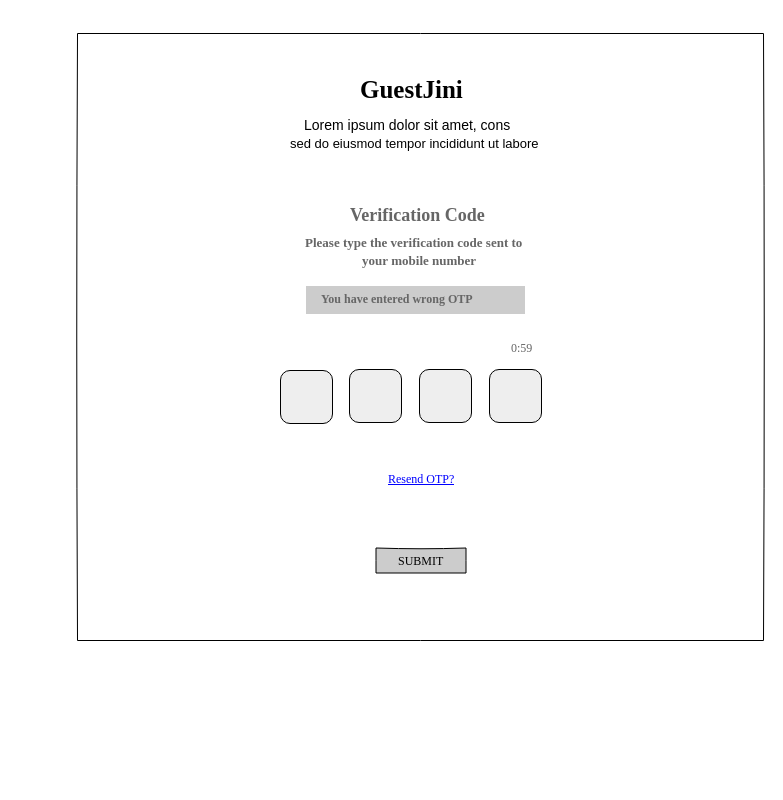 GuestJini
Lorem ipsum dolor sit amet, cons
sed do eiusmod tempor incididunt ut labore
Verification Code
Please type the verification code sent to
your mobile number
You have entered wrong OTP
0:59
Resend OTP?
SUBMIT